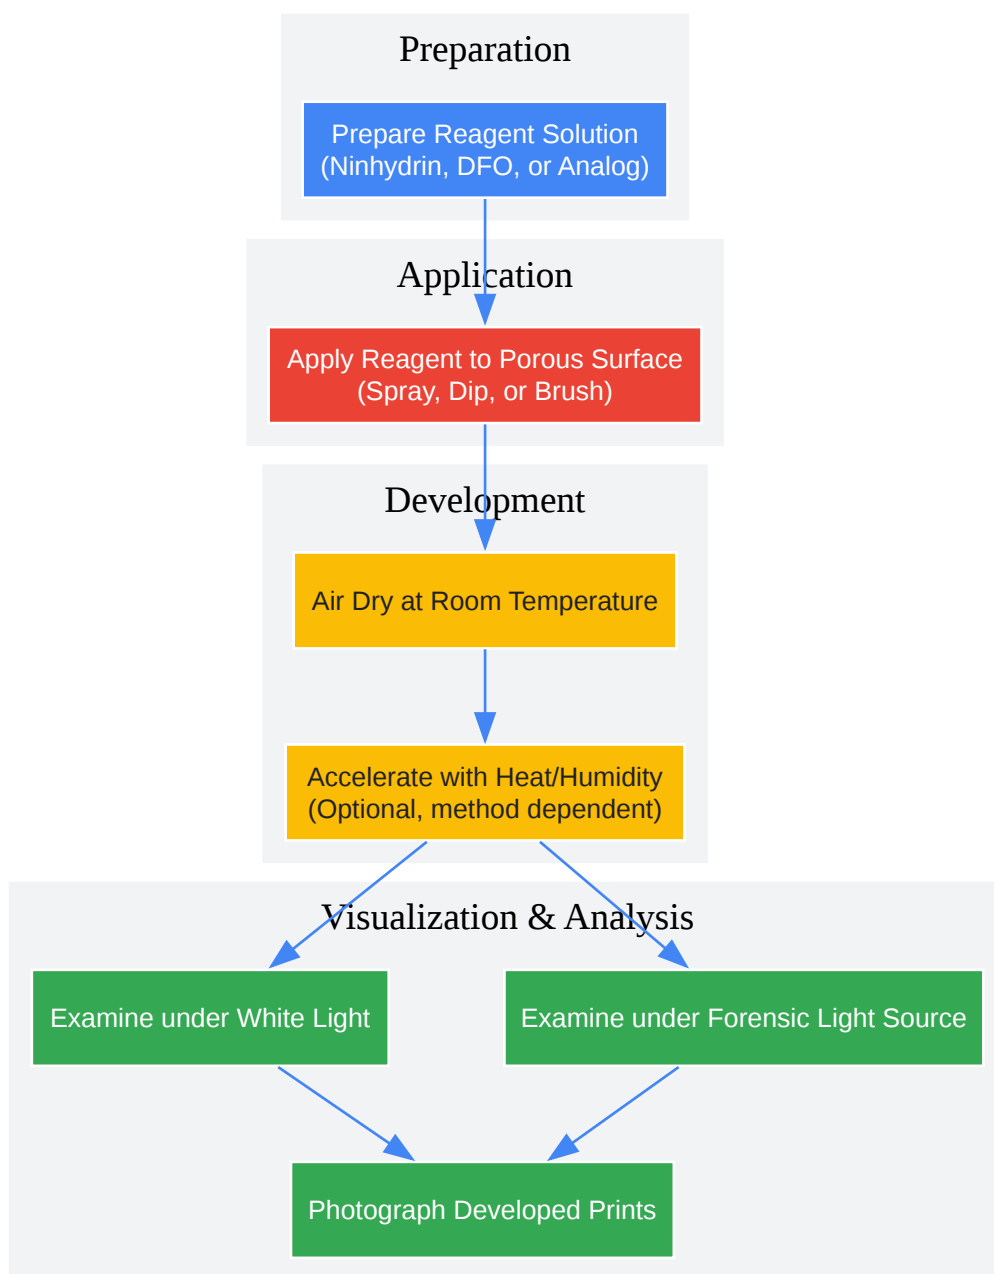 Preparation
Prepare Reagent Solution
(Ninhydrin, DFO, or Analog)
Application
Apply Reagent to Porous Surface
(Spray, Dip, or Brush)
Development
Air Dry at Room Temperature
Accelerate with Heat/Humidity
(Optional, method dependent)
Visualization & Analysis
Examine under White Light
Examine under Forensic Light Source
Photograph Developed Prints